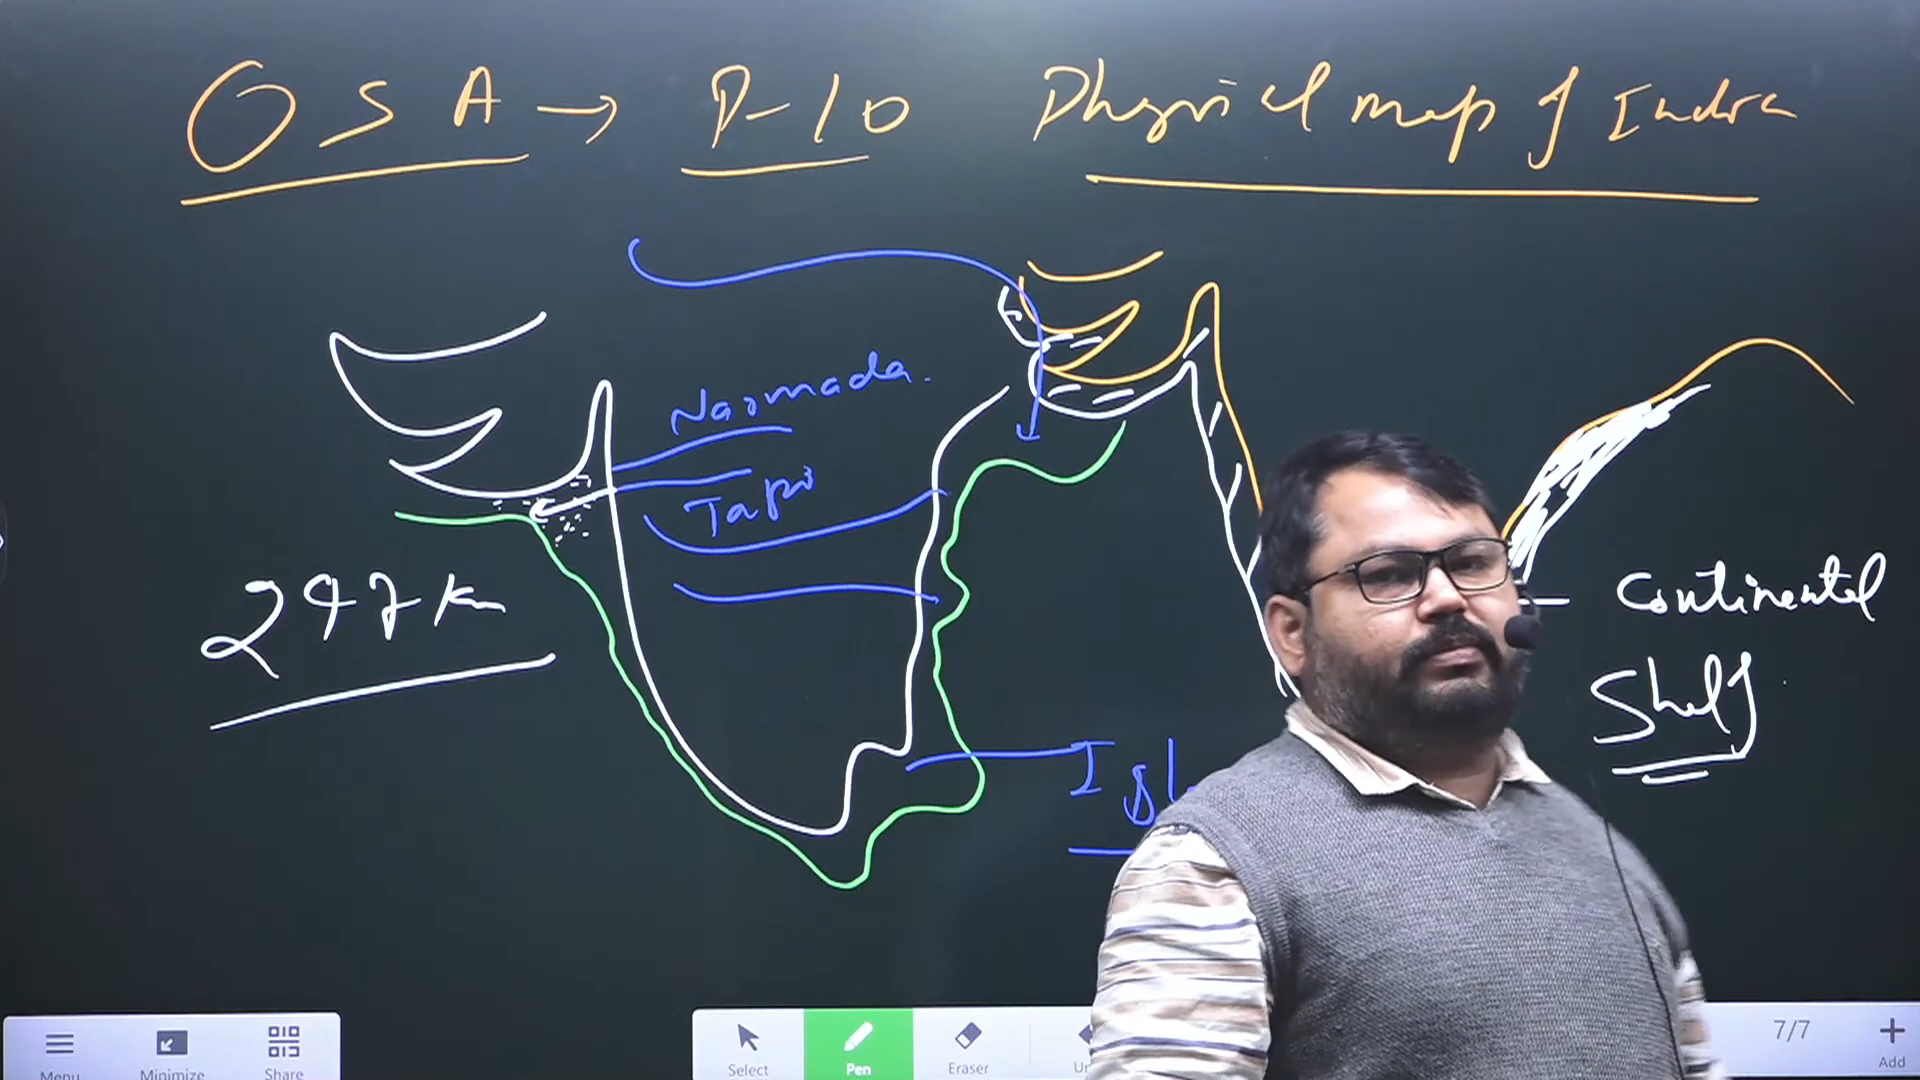 OSA → P-10 Physical map of India
Narmada.
Tapi
297 km
Continental
Shelf
Menu
Minimize
Share
Select
Pen
Eraser
7/7
Add